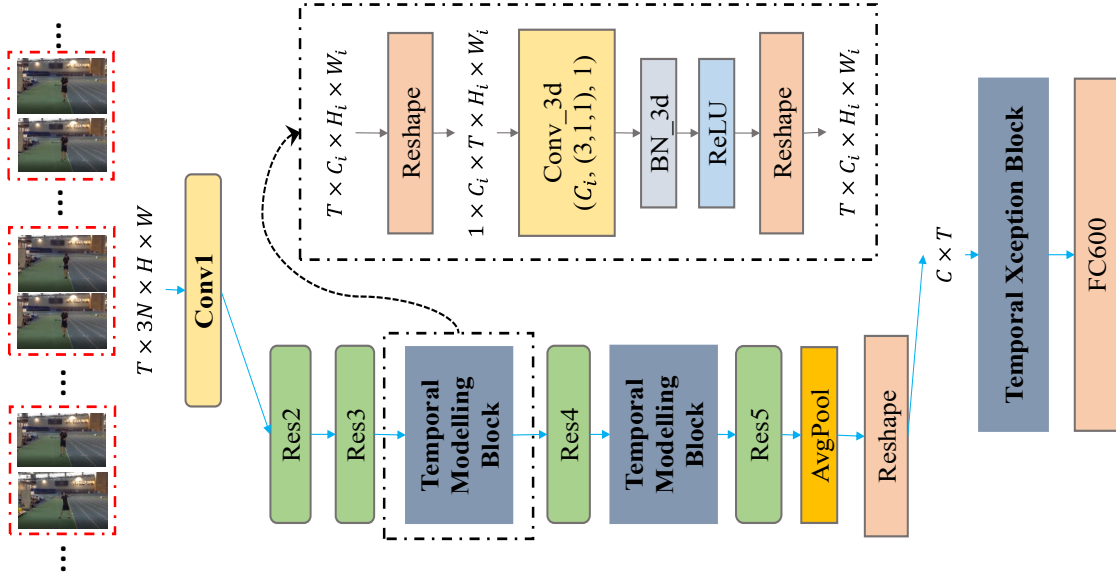 T × 3N × H × W
Conv1
Res2
Res3
Temporal
Modelling
Block
Res4
Temporal
Modelling
Block
Res5
AvgPool
Reshape
C × T
Temporal Xception Block
FC600
T × C_i × H_i × W_i
Reshape
1 × C_i × T × H_i × W_i
Conv_3d
(C_i, (3,1,1), 1)
BN_3d
ReLU
Reshape
T × C_i × H_i × W_i